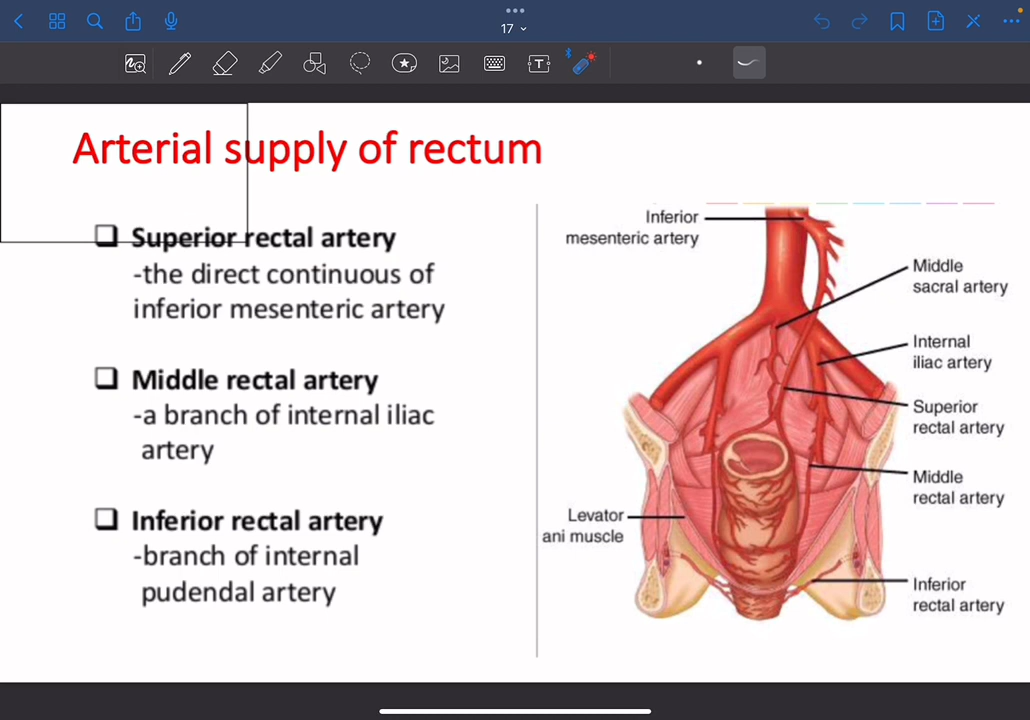 17
Arterial supply of rectum
Superior rectal artery
-the direct continuous of
inferior mesenteric artery
Middle rectal artery
-a branch of internal iliac
artery
Inferior rectal artery
-branch of internal
pudendal artery
Inferior
mesenteric artery
Middle
sacral artery
Internal
iliac artery
Superior
rectal artery
Middle
rectal artery
Levator
ani muscle
Inferior
rectal artery